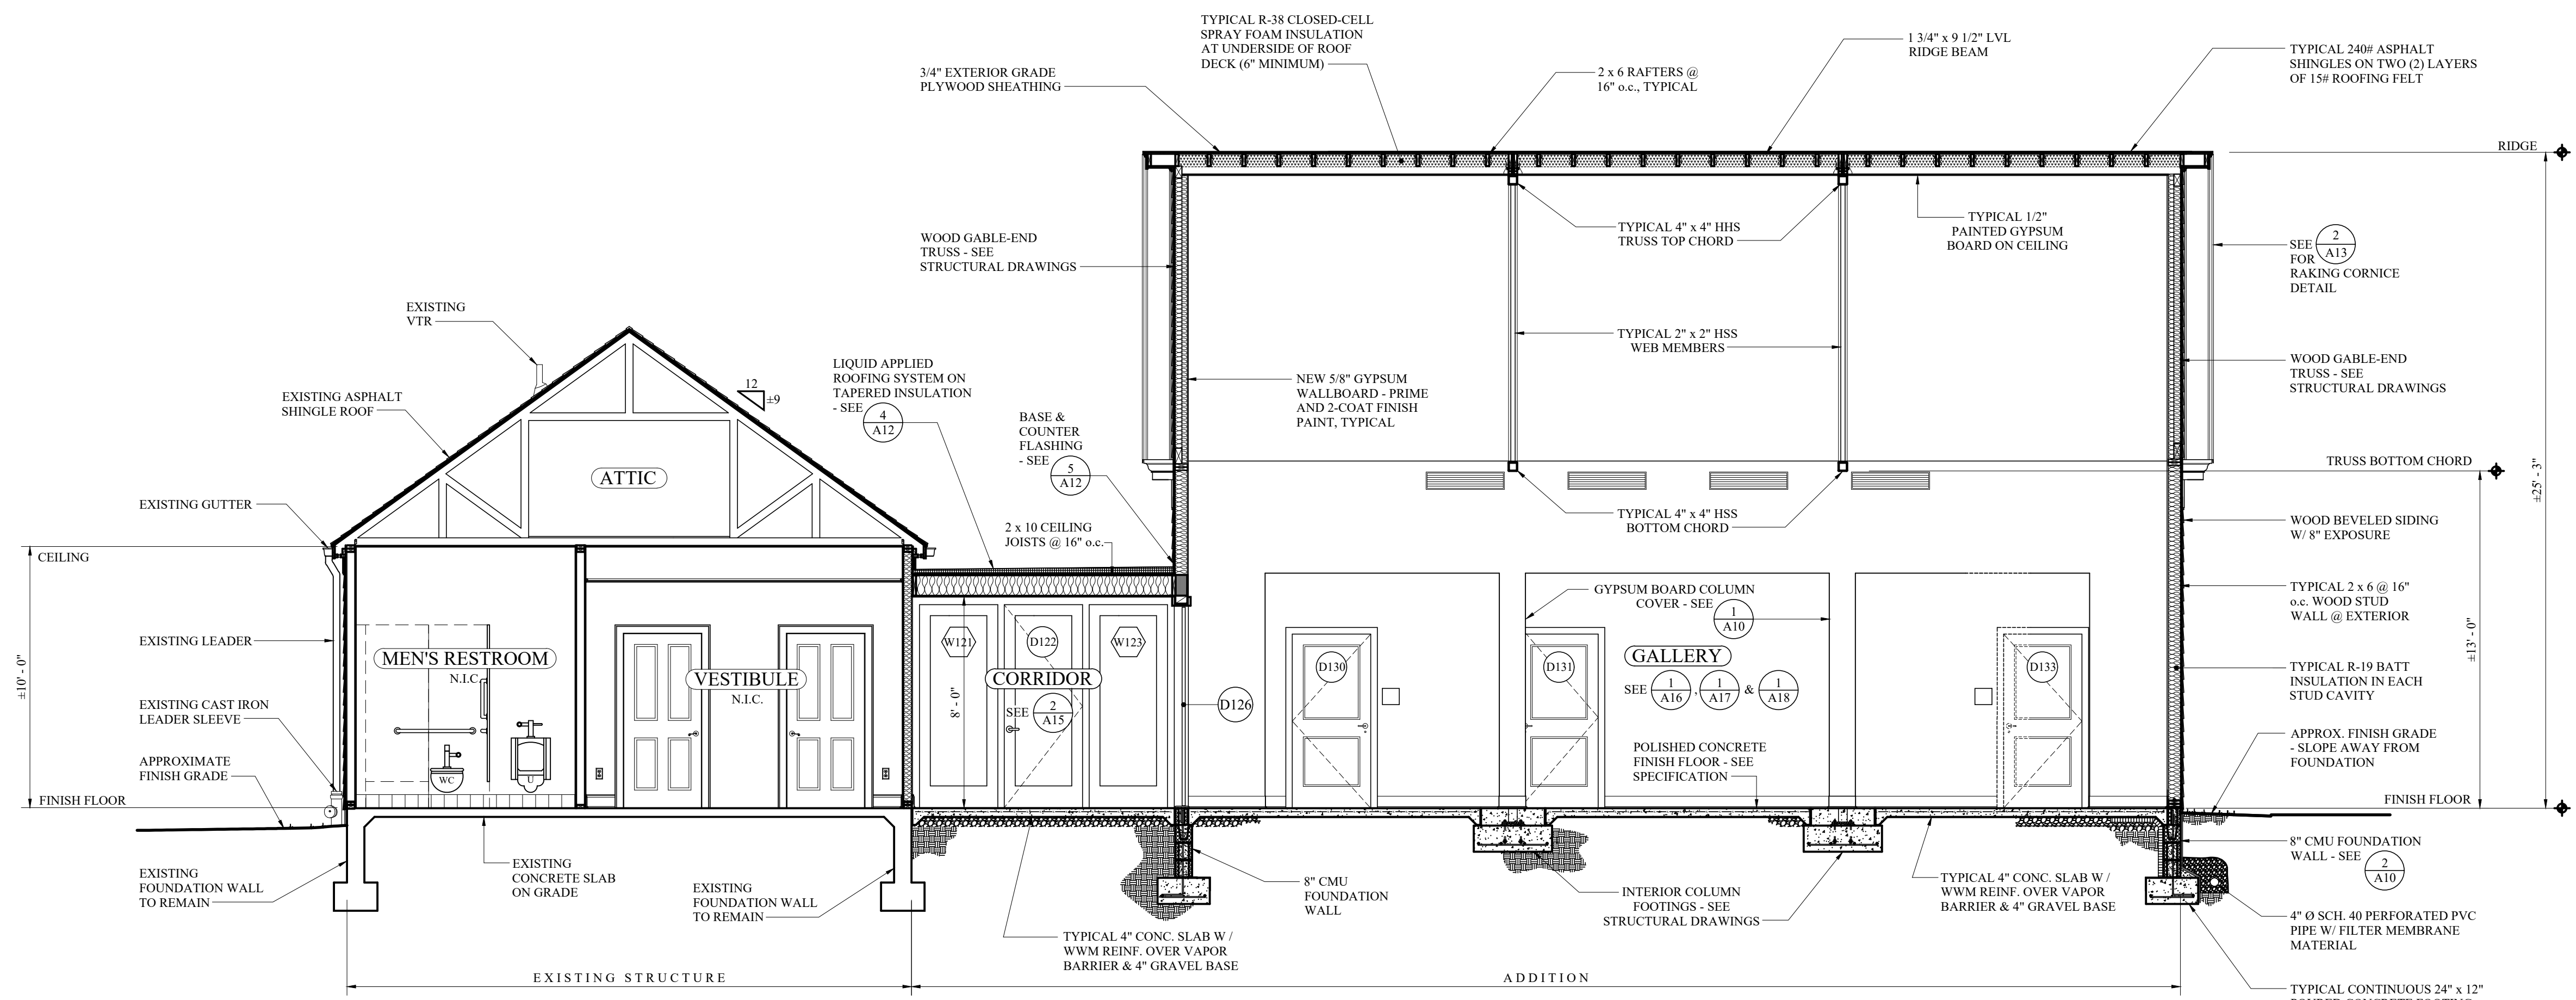 TYPICAL R-38 CLOSED-CELL
SPRAY FOAM INSULATION
AT UNDERSIDE OF ROOF
DECK (6" MINIMUM)
1 3/4" x 9 1/2" LVL
RIDGE BEAM
TYPICAL 240# ASPHALT
SHINGLES ON TWO (2) LAYERS
OF 15# ROOFING FELT
3/4" EXTERIOR GRADE
PLYWOOD SHEATHING
2 x 6 RAFTERS @
16" o.c., TYPICAL
RIDGE
WOOD GABLE-END
TRUSS - SEE
STRUCTURAL DRAWINGS
TYPICAL 4" x 4" HHS
TRUSS TOP CHORD
TYPICAL 1/2"
PAINTED GYPSUM
BOARD ON CEILING
SEE 2
A13
FOR
RAKING CORNICE
DETAIL
EXISTING
VTR
LIQUID APPLIED
ROOFING SYSTEM ON
TAPERED INSULATION
- SEE 4
A12
12
±9
EXISTING ASPHALT
SHINGLE ROOF
BASE &
COUNTER
FLASHING
- SEE 5
A12
NEW 5/8" GYPSUM
WALLBOARD - PRIME
AND 2-COAT FINISH
PAINT, TYPICAL
TYPICAL 2" x 2" HSS
WEB MEMBERS
WOOD GABLE-END
TRUSS - SEE
STRUCTURAL DRAWINGS
ATTIC
TRUSS BOTTOM CHORD
±25' - 3"
EXISTING GUTTER
2 x 10 CEILING
JOISTS @ 16" o.c.
TYPICAL 4" x 4" HSS
BOTTOM CHORD
WOOD BEVELED SIDING
W/ 8" EXPOSURE
CEILING
GYPSUM BOARD COLUMN
COVER - SEE 1
A10
TYPICAL 2 x 6 @ 16"
o.c. WOOD STUD
WALL @ EXTERIOR
±13' - 0"
EXISTING LEADER
±10' - 0"
MEN'S RESTROOM
N.I.C.
VESTIBULE
N.I.C.
W121
D122
W123
CORRIDOR
8' - 0"
SEE 2
A15
D126
D130
D131
GALLERY
SEE 1
A16
, 1
A17
& 1
A18
D133
TYPICAL R-19 BATT
INSULATION IN EACH
STUD CAVITY
EXISTING CAST IRON
LEADER SLEEVE
APPROXIMATE
FINISH GRADE
WC
U
POLISHED CONCRETE
FINISH FLOOR - SEE
SPECIFICATION
APPROX. FINISH GRADE
- SLOPE AWAY FROM
FOUNDATION
FINISH FLOOR
FINISH FLOOR
EXISTING
FOUNDATION WALL
TO REMAIN
EXISTING
CONCRETE SLAB
ON GRADE
EXISTING
FOUNDATION WALL
TO REMAIN
8" CMU
FOUNDATION
WALL
INTERIOR COLUMN
FOOTINGS - SEE
STRUCTURAL DRAWINGS
TYPICAL 4" CONC. SLAB W /
WWM REINF. OVER VAPOR
BARRIER & 4" GRAVEL BASE
8" CMU FOUNDATION
WALL - SEE 2
A10
TYPICAL 4" CONC. SLAB W /
WWM REINF. OVER VAPOR
BARRIER & 4" GRAVEL BASE
4" Ø SCH. 40 PERFORATED PVC
PIPE W/ FILTER MEMBRANE
MATERIAL
EXISTING STRUCTURE
ADDITION
TYPICAL CONTINUOUS 24" x 12"